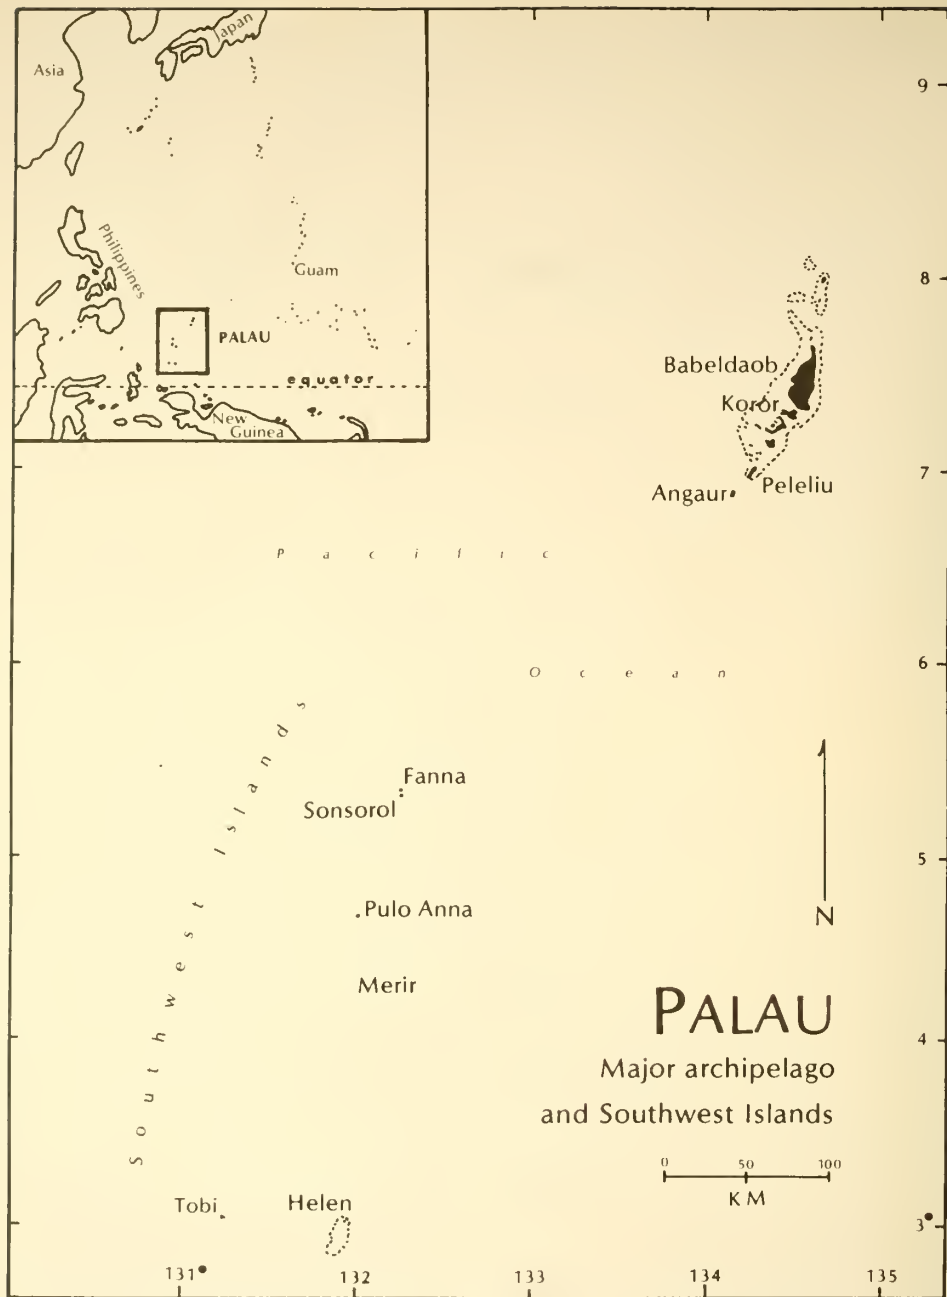 Japan
Asia
Philippines
Guam
PALAU
equator
New
Guinea
9
8
Babeldaob
Koror
7
Angaur
Peleliu
Pacific
6
Ocean
Southwest Islands
Fanna
Sonsorol
5
Pulo Anna
N
Merir
PALAU
4
Major archipelago
and Southwest Islands
0 50 100
KM
Tobi
Helen
3°
131° 132 133 134 135